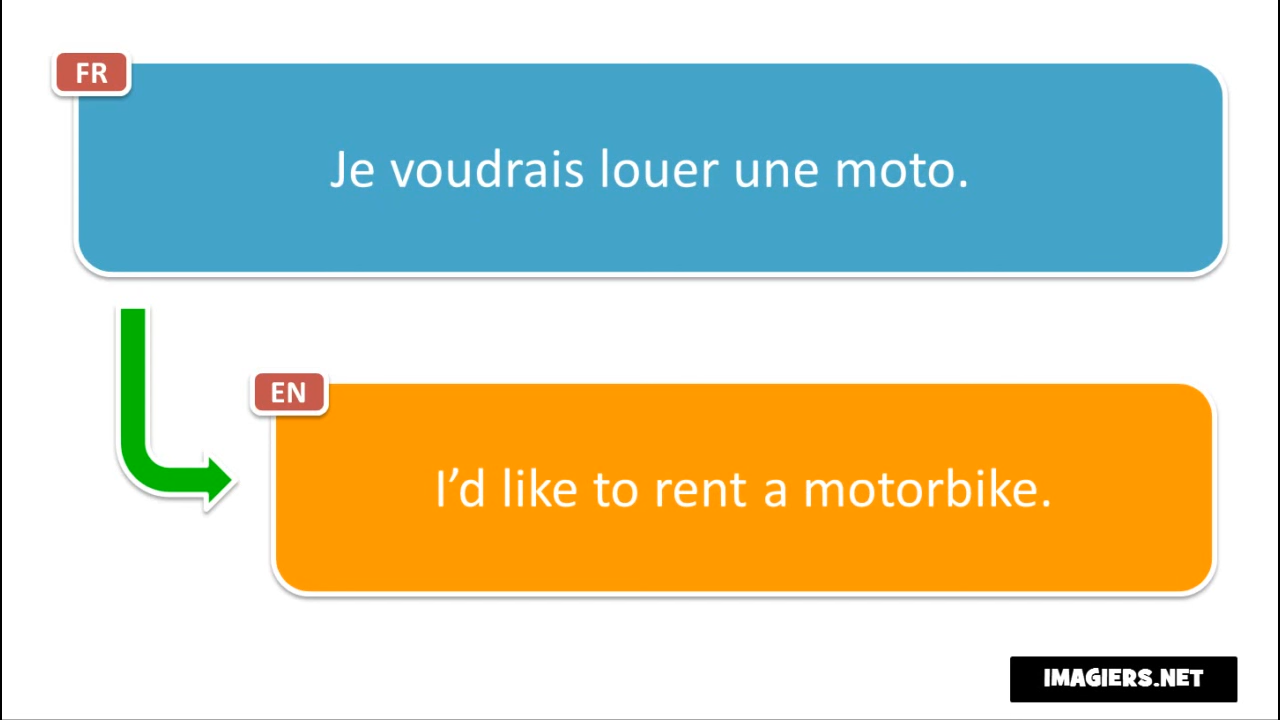 FR
Je voudrais louer une moto.
EN
I’d like to rent a motorbike.
IMAGIERS.NET